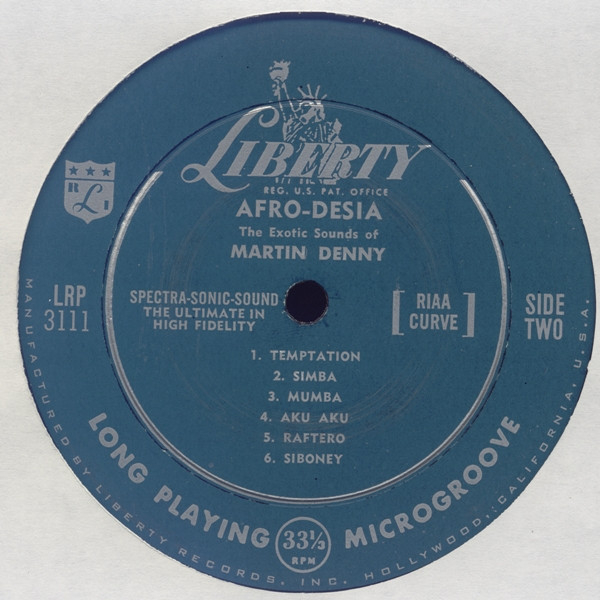 LIBERTY
REG. U.S. PAT. OFFICE
AFRO-DESIA
The Exotic Sounds of
MARTIN DENNY
R L I
LRP
3111
SPECTRA-SONIC-SOUND
THE ULTIMATE IN
HIGH FIDELITY
[ RIAA
CURVE ]
SIDE
TWO
1. TEMPTATION
2. SIMBA
3. MUMBA
4. AKU AKU
5. RAFTERO
6. SIBONEY
LONG PLAYING 33⅓ RPM MICROGROOVE
MANUFACTURED BY LIBERTY RECORDS, INC. HOLLYWOOD, CALIFORNIA, U.S.A.